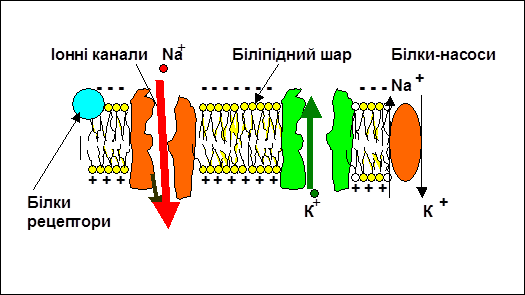 Іонні канали
Na+
Біліпідний шар
Білки-насоси
- - -
- - - - - -
- - -
Na +
+ + + +
+ + + + + + +
+ + +
Білки
рецептори
К+
К +